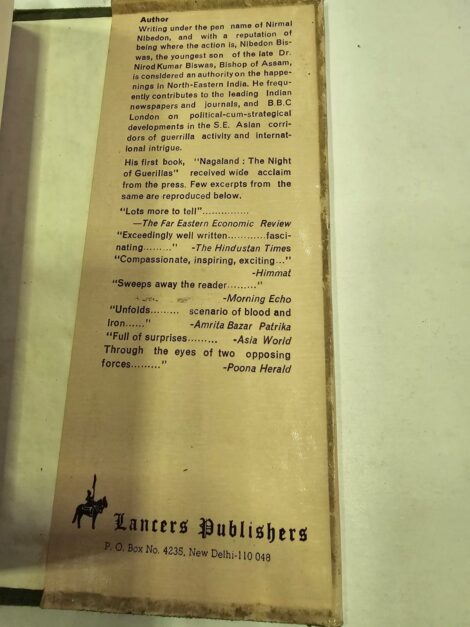 Author
Writing under the pen name of Nirmal
Nibedon, and with a reputation of
being where the action is, Nibedon Bis-
was, the youngest son of the late Dr.
Nirod Kumar Biswas, Bishop of Assam,
is considered an authority on the happe-
nings in North-Eastern India. He frequ-
ently contributes to the leading Indian
newspapers and journals, and B.B.C
London on political-cum-strategical
developments in the S.E. Asian corri-
dors of guerrilla activity and internat-
ional intrigue.
His first book, "Nagaland : The Night
of Guerillas" received wide acclaim
from the press. Few excerpts from the
same are reproduced below.
"Lots more to tell"...............
—The Far Eastern Economic Review
"Exceedingly well written............fasci-
nating........." -The Hindustan Times
"Compassionate, inspiring, exciting..."
-Himmat
"Sweeps away the reader........."
-Morning Echo
"Unfolds......... scenario of blood and
Iron......" -Amrita Bazar Patrika
"Full of surprises......... -Asia World
Through the eyes of two opposing
forces........." -Poona Herald
Lancers Publishers
P. O. Box No. 4235, New Delhi-110 048